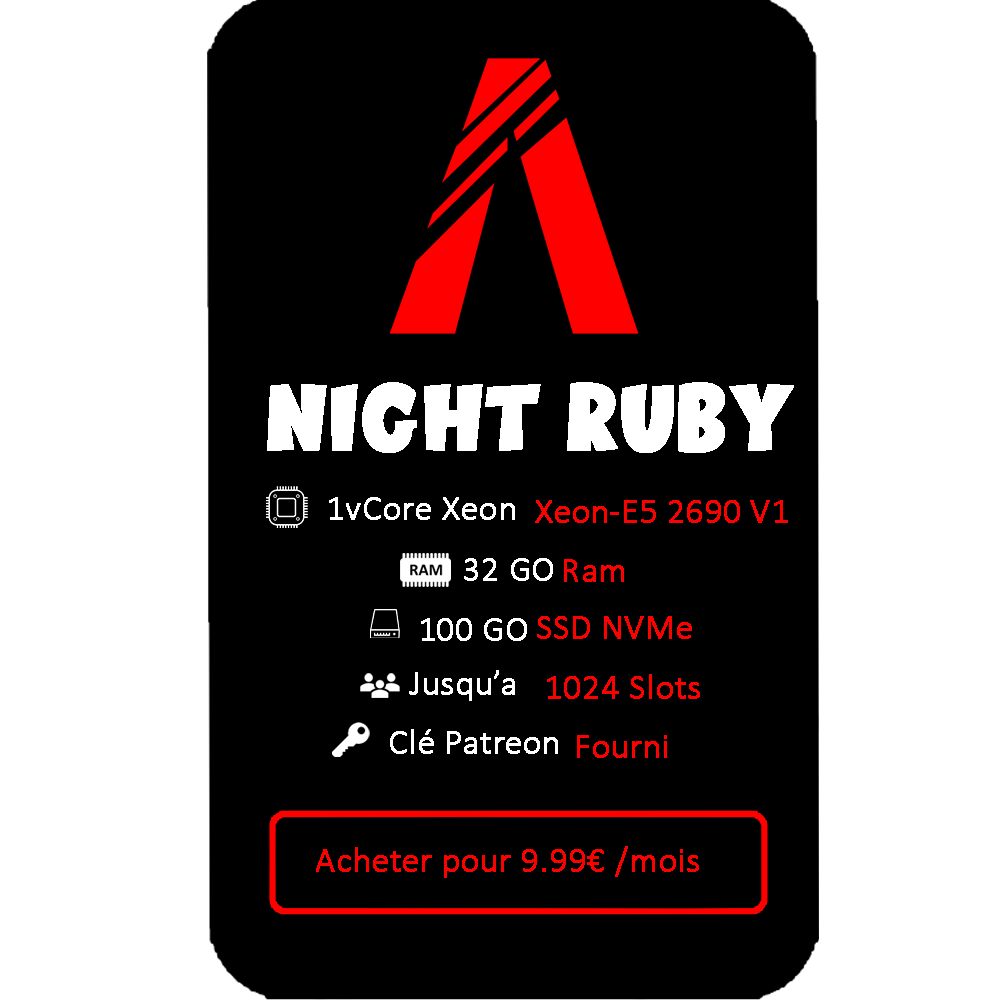 NIGHT RUBY
1vCore Xeon Xeon-E5 2690 V1
RAM 32 GO Ram
100 GO SSD NVMe
Jusqu’a 1024 Slots
Clé Patreon Fourni
Acheter pour 9.99€ /mois